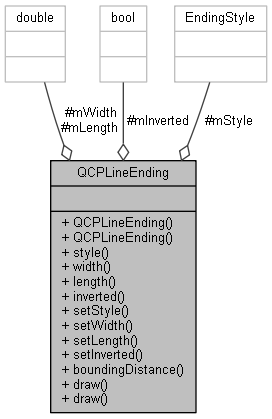 double
bool
EndingStyle
#mWidth
#mLength
#mInverted
#mStyle
QCPLineEnding
+ QCPLineEnding()
+ QCPLineEnding()
+ style()
+ width()
+ length()
+ inverted()
+ setStyle()
+ setWidth()
+ setLength()
+ setInverted()
+ boundingDistance()
+ draw()
+ draw()